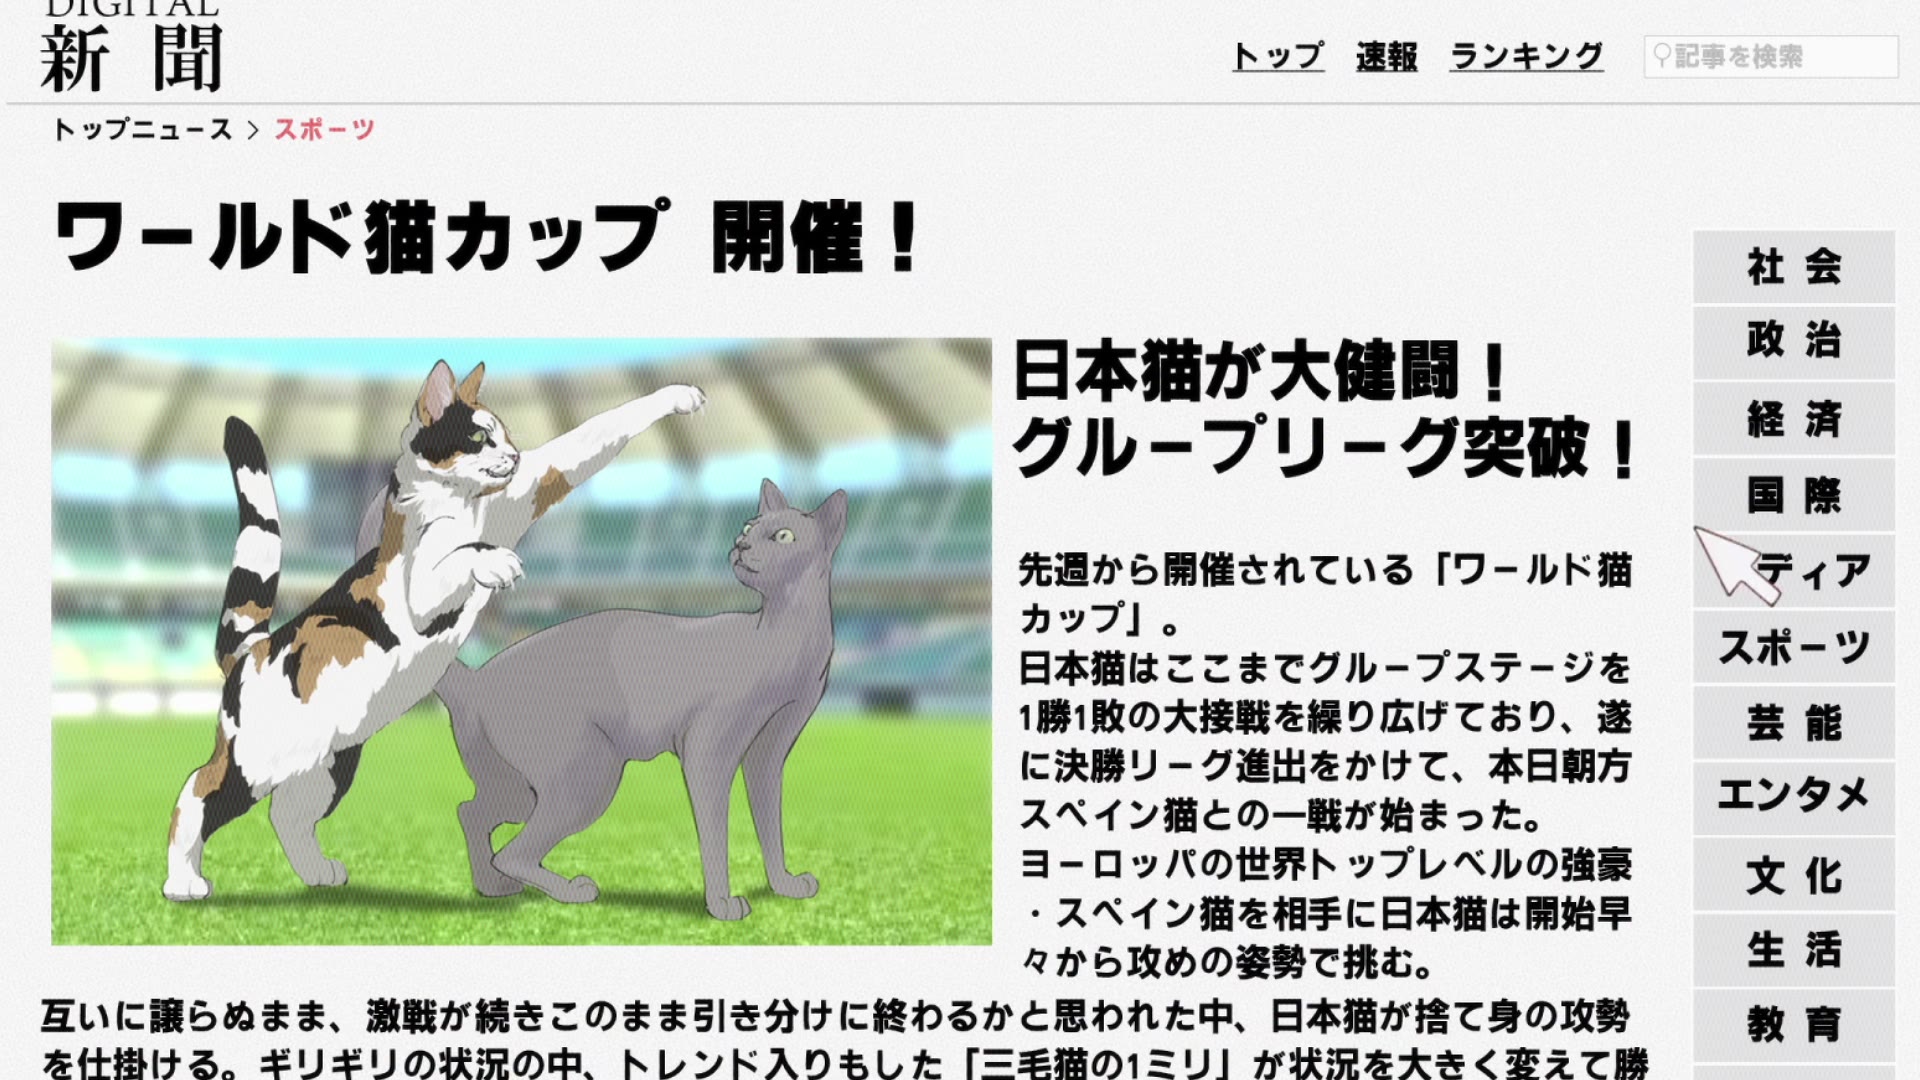 DIGITAL
新聞
トップ 速報 ランキング 記事を検索
トップニュース > スポーツ
ワールド猫カップ 開催！
日本猫が大健闘！
グループリーグ突破！
先週から開催されている「ワールド猫
カップ」。
日本猫はここまでグループステージを
1勝1敗の大接戦を繰り広げており、遂
に決勝リーグ進出をかけて、本日朝方
スペイン猫との一戦が始まった。
ヨーロッパの世界トップレベルの強豪
・スペイン猫を相手に日本猫は開始早
々から攻めの姿勢で挑む。
互いに譲らぬまま、激戦が続きこのまま引き分けに終わるかと思われた中、日本猫が捨て身の攻勢
を仕掛ける。ギリギリの状況の中、トレンド入りもした「三毛猫の1ミリ」が状況を大きく変えて勝
社会
政治
経済
国際
ディア
スポーツ
芸能
エンタメ
文化
生活
教育